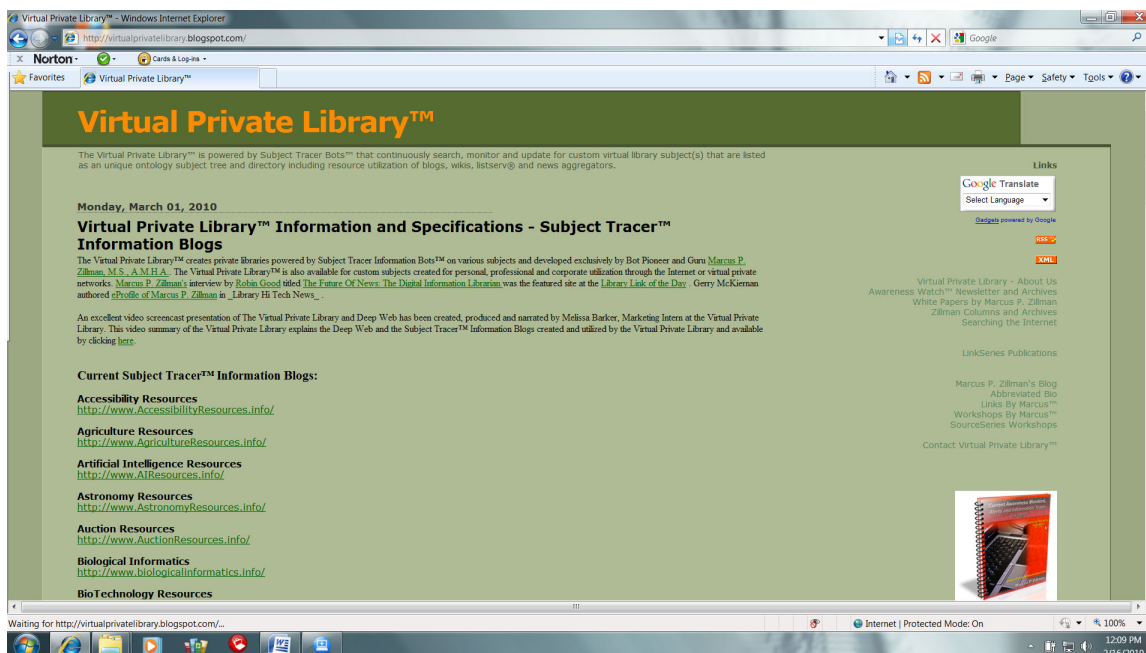 Virtual Private Library™ - Windows Internet Explorer
http://virtualprivatelibrary.blogspot.com/
Google
x Norton
Cards & Log-ins
Favorites
Virtual Private Library™
Page Safety Tools
Virtual Private Library™
The Virtual Private Library™ is powered by Subject Tracer Bots™ that continuously search, monitor and update for custom virtual library subject(s) that are listed
as an unique ontology subject tree and directory including resource utilization of blogs, wikis, listserv® and news aggregators.
Monday, March 01, 2010
Virtual Private Library™ Information and Specifications - Subject Tracer™
Information Blogs
The Virtual Private Library™ creates private libraries powered by Subject Tracer Information Bots™ on various subjects and developed exclusively by Bot Pioneer and Guru Marcus P.
Zillman, M.S., A.M.H.A.. The Virtual Private Library™ is also available for custom subjects created for personal, professional and corporate utilization through the Internet or virtual private
networks. Marcus P. Zillman's interview by Robin Good titled The Future Of News: The Digital Information Librarian was the featured site at the Library Link of the Day . Gerry McKiernan
authored eProfile of Marcus P. Zillman in _Library Hi Tech News_ .
An excellent video screencast presentation of The Virtual Private Library and Deep Web has been created, produced and narrated by Melissa Barker, Marketing Intern at the Virtual Private
Library. This video summary of the Virtual Private Library explains the Deep Web and the Subject Tracer™ Information Blogs created and utilized by the Virtual Private Library and available
by clicking here.
Current Subject Tracer™ Information Blogs:
Accessibility Resources
http://www.AccessibilityResources.info/
Agriculture Resources
http://www.AgricultureResources.info/
Artificial Intelligence Resources
http://www.AIResources.info/
Astronomy Resources
http://www.AstronomyResources.info/
Auction Resources
http://www.AuctionResources.info/
Biological Informatics
http://www.biologicalinformatics.info/
BioTechnology Resources
Links
Google Translate
Select Language
Gadgets powered by Google
RSS
XML
Virtual Private Library - About Us
Awareness Watch™ Newsletter and Archives
White Papers by Marcus P. Zillman
Zillman Columns and Archives
Searching the Internet
LinkSeries Publications
Marcus P. Zillman's Blog
Abbreviated Bio
Links By Marcus™
Workshops By Marcus™
SourceSeries Workshops
Contact Virtual Private Library™
Waiting for http://virtualprivatelibrary.blogspot.com/...
Internet | Protected Mode: On
100%
12:09 PM